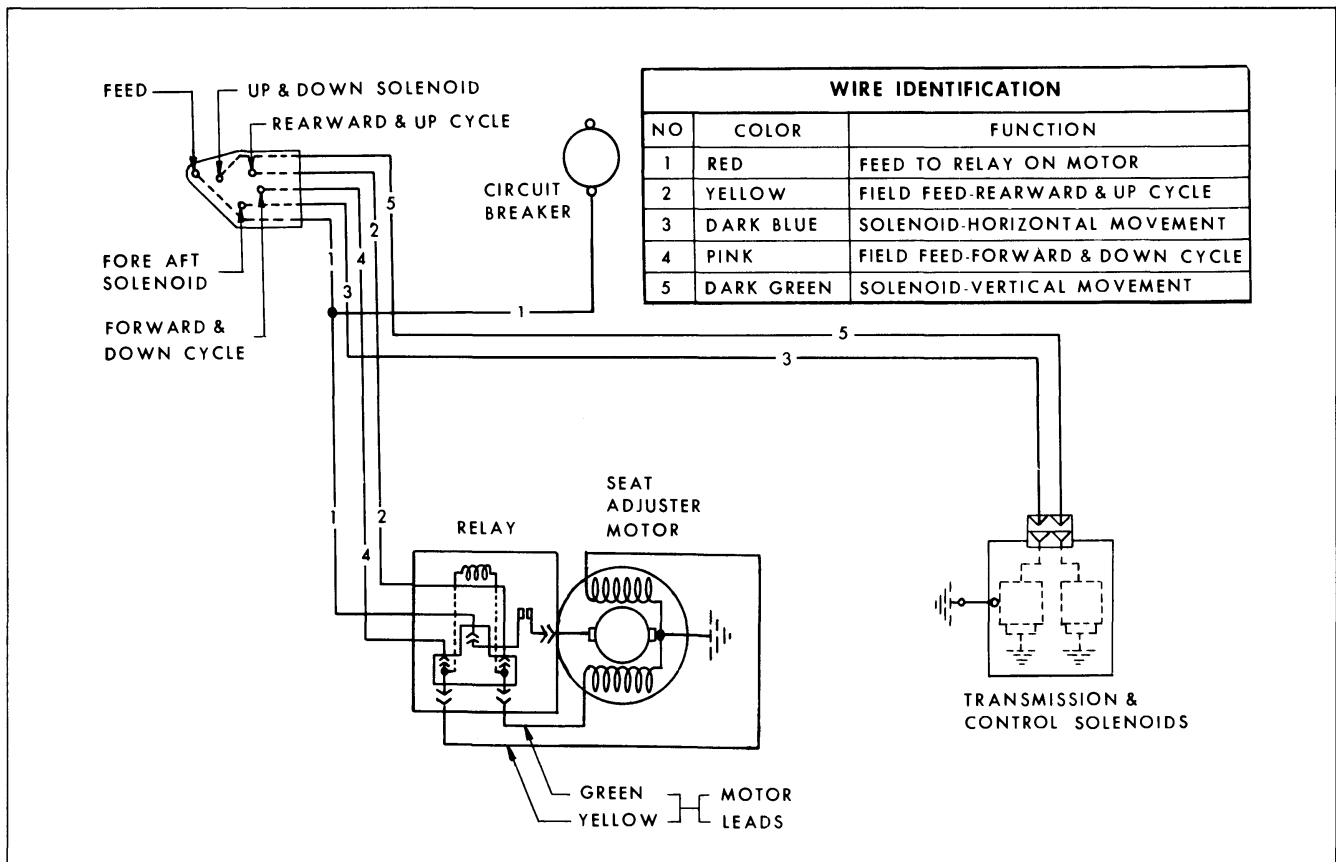 FEED
UP & DOWN SOLENOID
REARWARD & UP CYCLE
FORE AFT
SOLENOID
FORWARD &
DOWN CYCLE
CIRCUIT
BREAKER
WIRE IDENTIFICATION
NO COLOR FUNCTION
1 RED FEED TO RELAY ON MOTOR
2 YELLOW FIELD FEED-REARWARD & UP CYCLE
3 DARK BLUE SOLENOID-HORIZONTAL MOVEMENT
4 PINK FIELD FEED-FORWARD & DOWN CYCLE
5 DARK GREEN SOLENOID-VERTICAL MOVEMENT
5
2
1
4
3
1
5
3
1
2
4
RELAY
SEAT
ADJUSTER
MOTOR
TRANSMISSION &
CONTROL SOLENOIDS
GREEN
YELLOW
MOTOR
LEADS